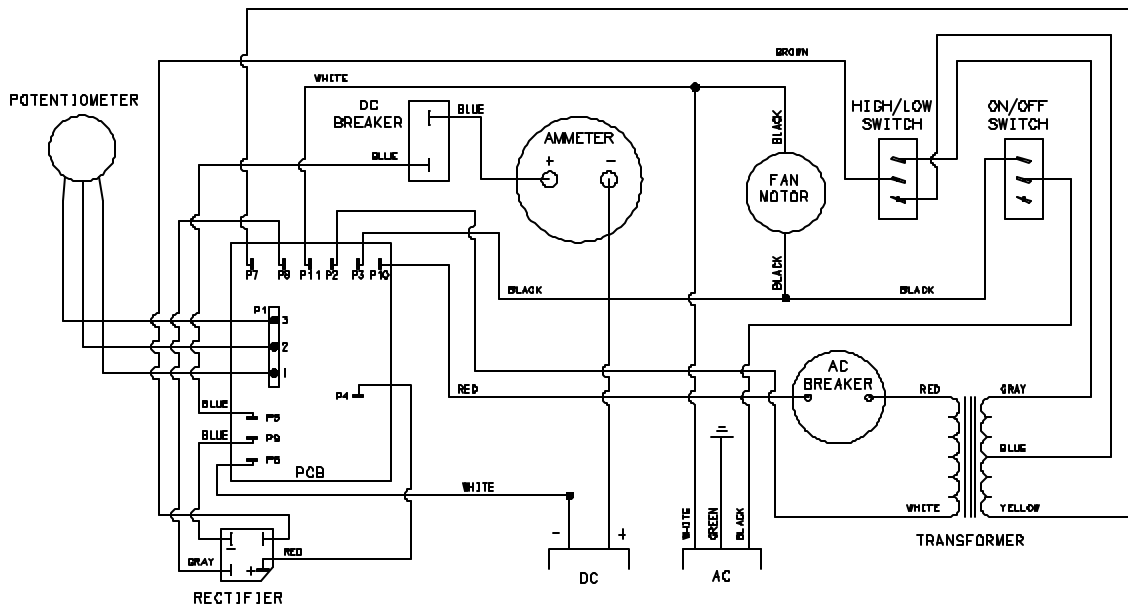 BROWN
WHITE
POTENTIOMETER
DC
BREAKER
BLUE
BLUE
AMMETER
+
-
BLACK
FAN
MOTOR
HIGH/LOW
SWITCH
ON/OFF
SWITCH
P7
P11
P2
P3
P10
BLACK
BLACK
BLACK
P1
3
2
1
P4
RED
AC
BREAKER
RED
GRAY
BLUE
BLUE
P9
PCB
WHITE
BLUE
WHITE
YELLOW
TRANSFORMER
WHITE
GREEN
BLACK
-
+
DC
AC
-
RED
GRAY
+
RECTIFIER